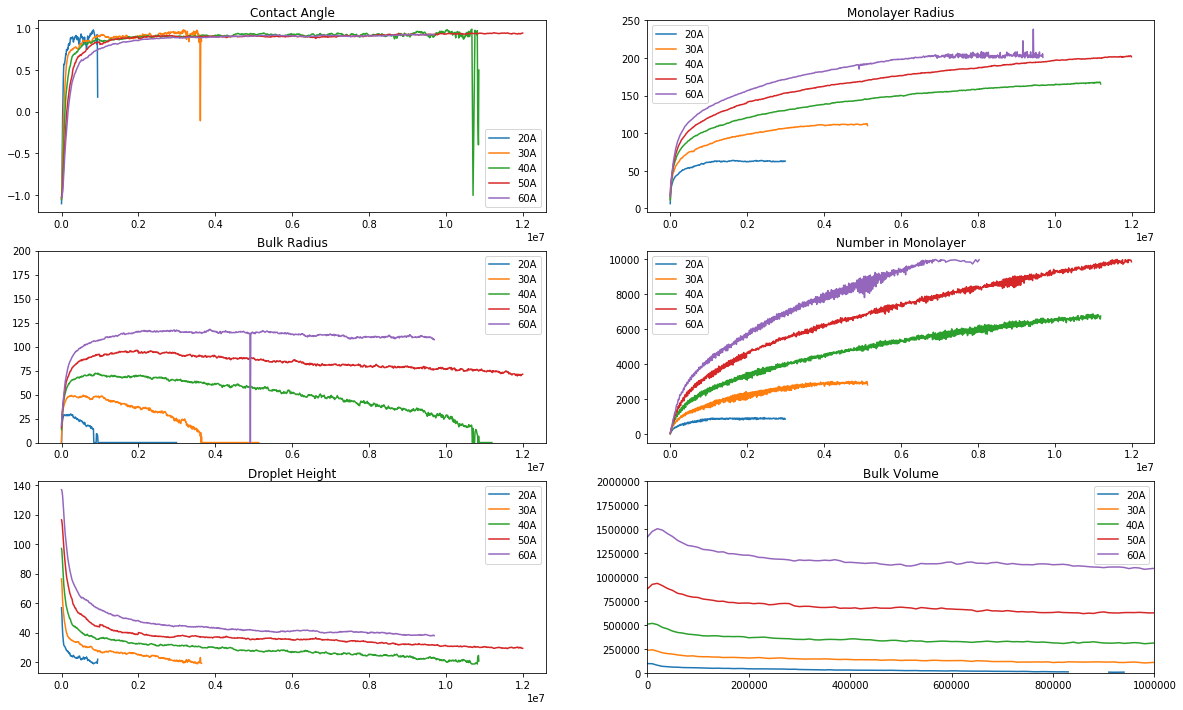 Contact Angle
1.0
0.5
0.0
−0.5
−1.0
0.0 0.2 0.4 0.6 0.8 1.0 1.2
1e7
20A
30A
40A
50A
60A
Monolayer Radius
250
200
150
100
50
0
0.0 0.2 0.4 0.6 0.8 1.0 1.2
1e7
20A
30A
40A
50A
60A
Bulk Radius
200
175
150
125
100
75
50
25
0
0.0 0.2 0.4 0.6 0.8 1.0 1.2
1e7
20A
30A
40A
50A
60A
Number in Monolayer
10000
8000
6000
4000
2000
0
0.0 0.2 0.4 0.6 0.8 1.0 1.2
1e7
20A
30A
40A
50A
60A
Droplet Height
140
120
100
80
60
40
20
0.0 0.2 0.4 0.6 0.8 1.0 1.2
1e7
20A
30A
40A
50A
60A
Bulk Volume
2000000
1750000
1500000
1250000
1000000
750000
500000
250000
0
0 200000 400000 600000 800000 1000000
20A
30A
40A
50A
60A